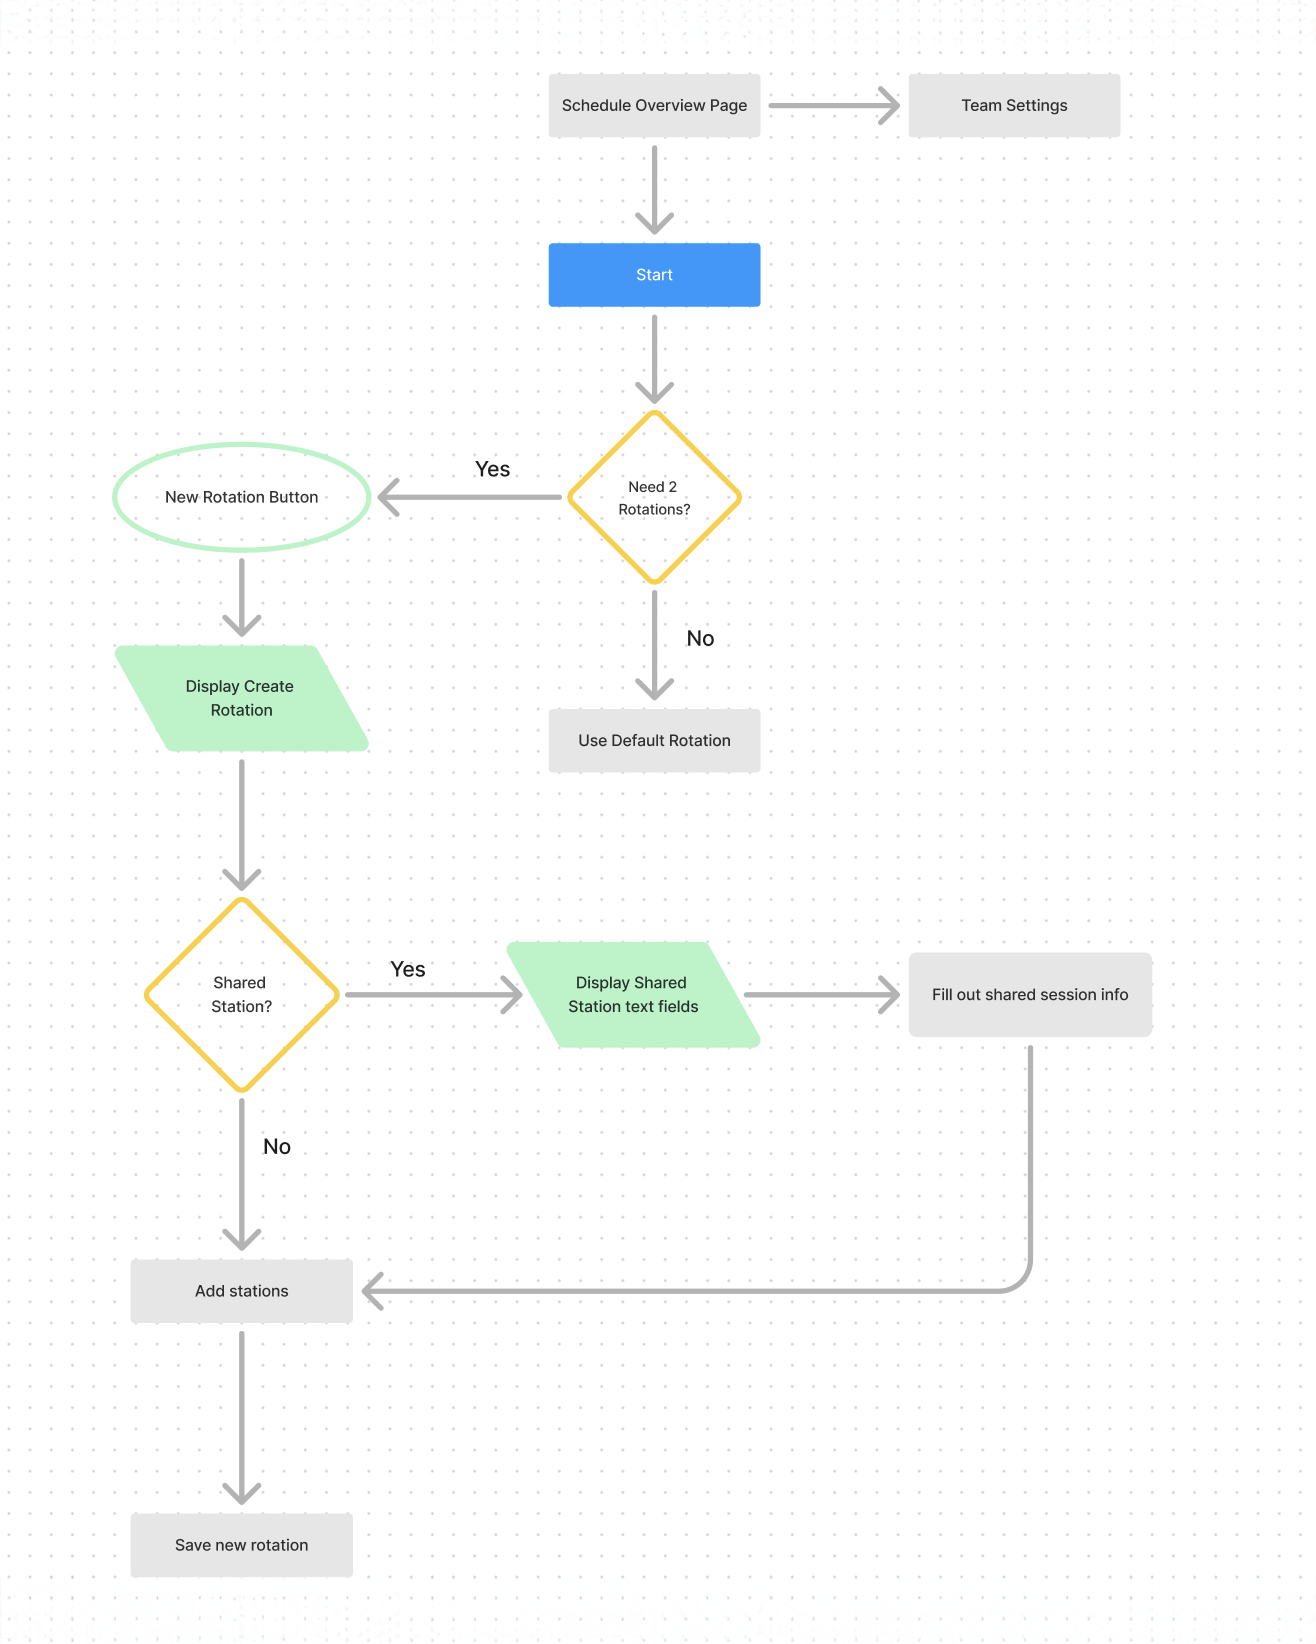 Schedule Overview Page
Team Settings
Start
Need 2
Rotations?
Yes
New Rotation Button
No
Display Create
Rotation
Use Default Rotation
Shared
Station?
Yes
Display Shared
Station text fields
Fill out shared session info
No
Add stations
Save new rotation